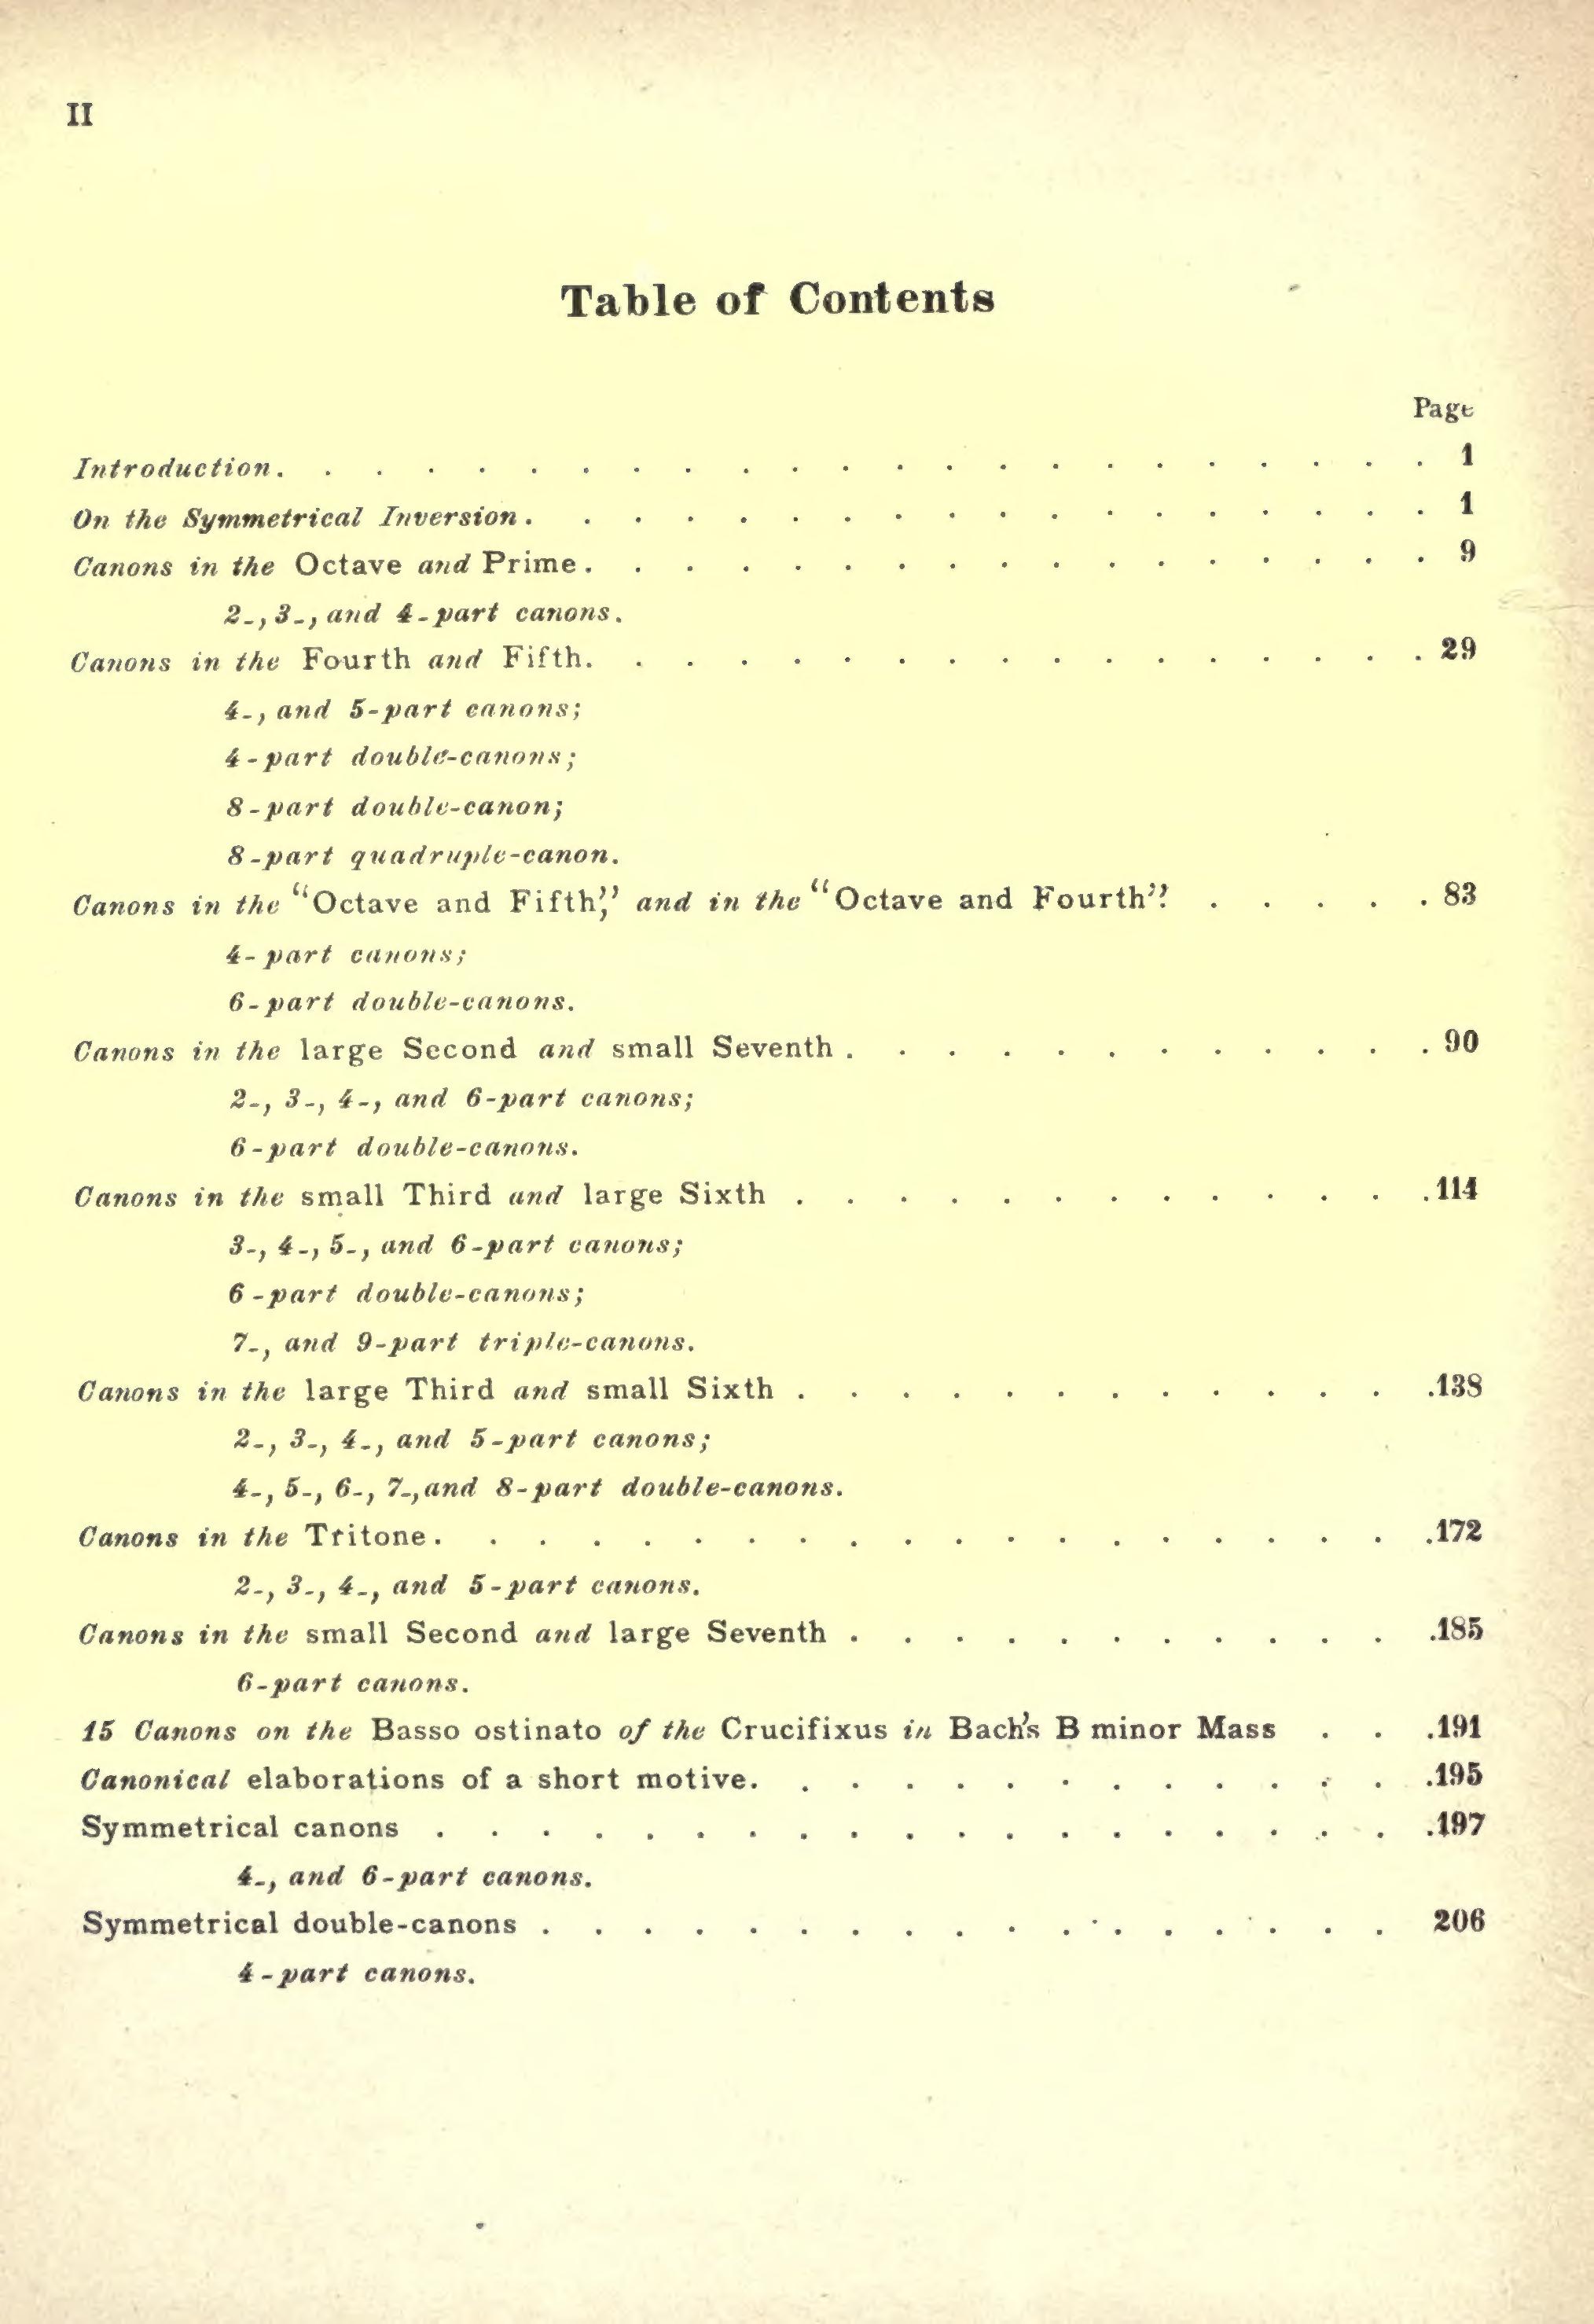 II
Table of Contents
Page
Introduction. . . . . . . . . . . . . . . . . . . . . . . 1
On the Symmetrical Inversion. . . . . . . . . . . . . . . . . . 1
Canons in the Octave and Prime. . . . . . . . . . . . . . . . . 9
2-, 3-, and 4-part canons.
Canons in the Fourth and Fifth. . . . . . . . . . . . . . . . . 29
4-, and 5-part canons;
4-part double-canons;
8-part double-canon;
8-part quadruple-canon.
Canons in the "Octave and Fifth," and in the "Octave and Fourth". . . . . . 83
4-part canons;
6-part double-canons.
Canons in the large Second and small Seventh . . . . . . . . . . . . 90
2-, 3-, 4-, and 6-part canons;
6-part double-canons.
Canons in the small Third and large Sixth . . . . . . . . . . . . . 114
3-, 4-, 5-, and 6-part canons;
6-part double-canons;
7-, and 9-part triple-canons.
Canons in the large Third and small Sixth . . . . . . . . . . . . . 138
2-, 3-, 4-, and 5-part canons;
4-, 5-, 6-, 7-, and 8-part double-canons.
Canons in the Tritone. . . . . . . . . . . . . . . . . . . . 172
2-, 3-, 4-, and 5-part canons.
Canons in the small Second and large Seventh . . . . . . . . . . . . 185
6-part canons.
15 Canons on the Basso ostinato of the Crucifixus in Bach's B minor Mass . . . 191
Canonical elaborations of a short motive. . . . . . . . . . . . . . 195
Symmetrical canons . . . . . . . . . . . . . . . . . . . . 197
4-, and 6-part canons.
Symmetrical double-canons . . . . . . . . . . . . . . . . . 206
4-part canons.